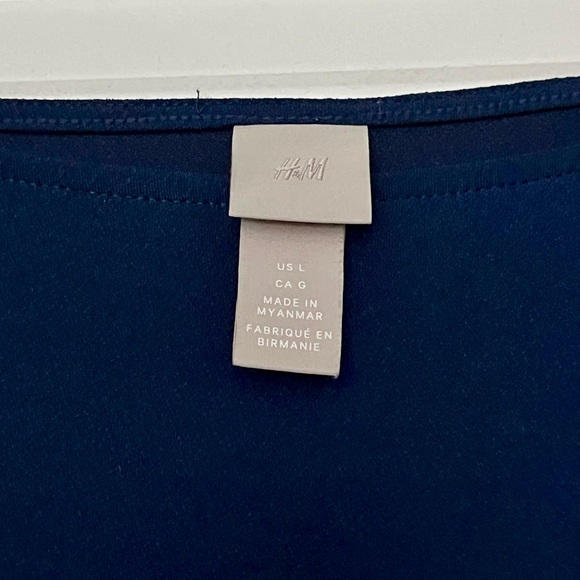 H&M
US L
CA G
MADE IN
MYANMAR
FABRIQUÉ EN
BIRMANIE